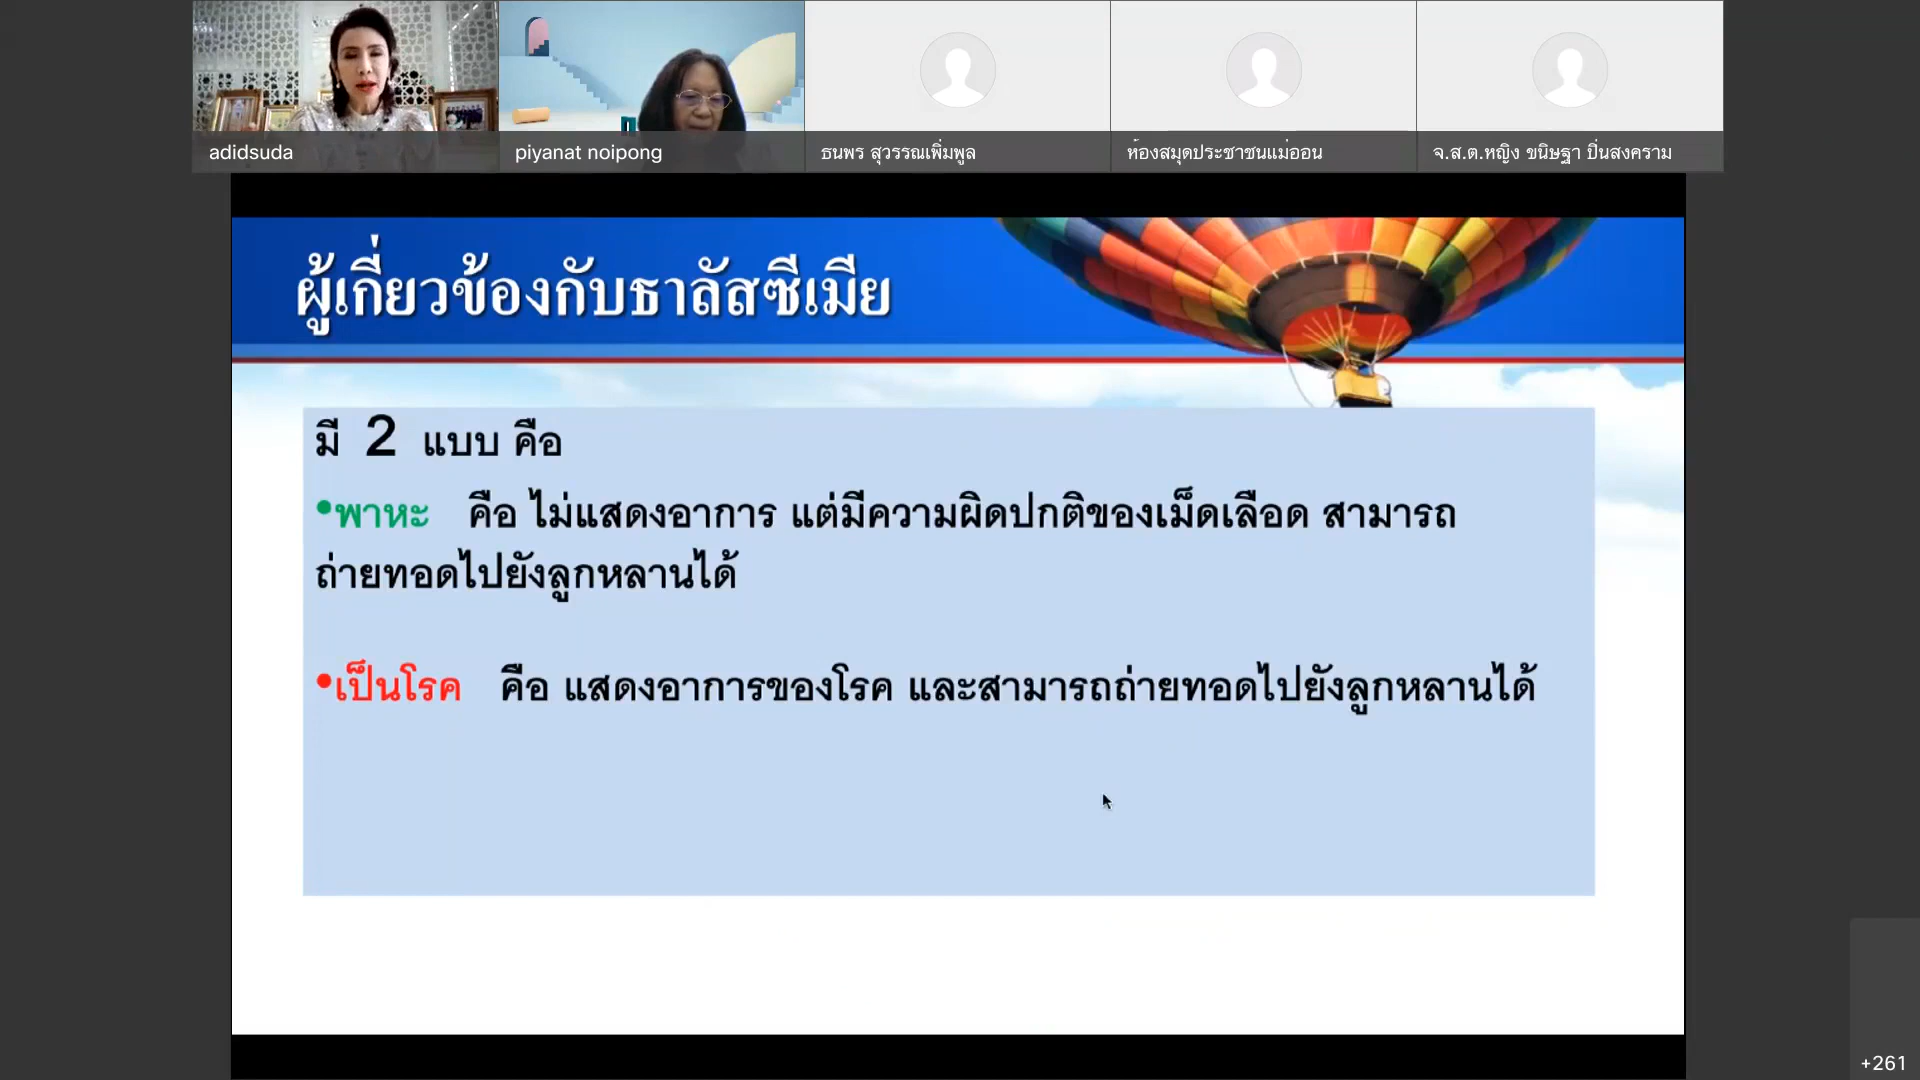 adidsuda
piyanat noipong
ธนพร สุวรรณเพิ่มพูล
ห้องสมุดประชาชนแม่ออน
จ.ส.ต.หญิง ขนิษฐา ปิ่นสงคราม
ผู้เกี่ยวข้องกับธาลัสซีเมีย
มี 2 แบบ คือ
•พาหะ คือ ไม่แสดงอาการ แต่มีความผิดปกติของเม็ดเลือด สามารถ
ถ่ายทอดไปยังลูกหลานได้
•เป็นโรค คือ แสดงอาการของโรค และสามารถถ่ายทอดไปยังลูกหลานได้
+261